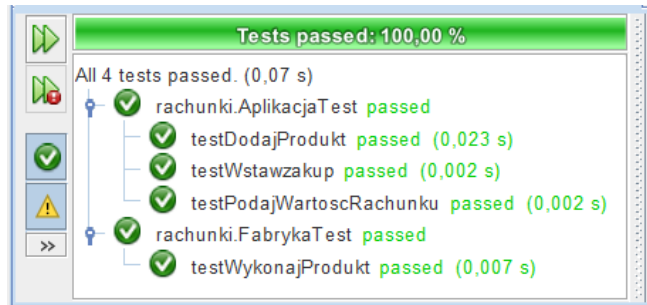 Tests passed: 100,00 %
All 4 tests passed. (0,07 s)
rachunki.AplikacjaTest passed
testDodajProdukt passed (0,023 s)
testWstawzakup passed (0,002 s)
testPodajWartoscRachunku passed (0,002 s)
rachunki.FabrykaTest passed
testWykonajProdukt passed (0,007 s)
>>